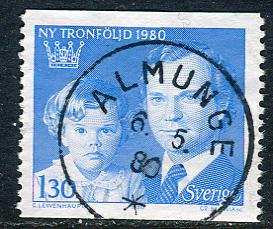 NY TRONFÖLJD 1980
ALMUNGE
6. 5.
80
130
Sverige
C. LEWENHAUPT